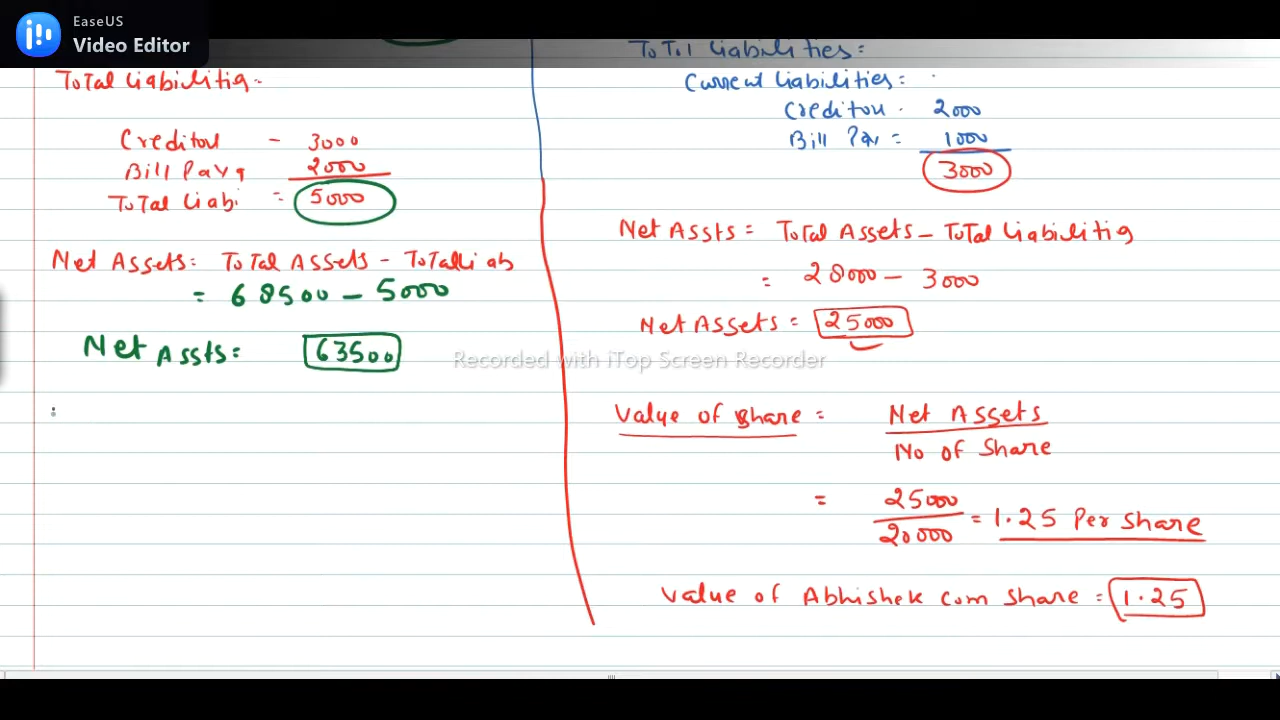 EaseUS
Video Editor
Total Liabilitig -
Creditou - 3000
Bill Payg 2000
Total Liabi = 5000
Net Assets: Total Assets - Total Liab
= 68500 - 5000
Net Assts: 63500
Total Liabilities:
Current Liabilities:
Creditou . 2000
Bill Pay = 1000
3000
Net Assts = Total Assets - Total Liabilitig
= 28000 - 3000
Net Assets = 25000
Recorded with iTop Screen Recorder
Value of share = Net Assets
No of Share
= 25000
20000
= 1.25 Per Share
Value of Abhishek Com Share = 1.25